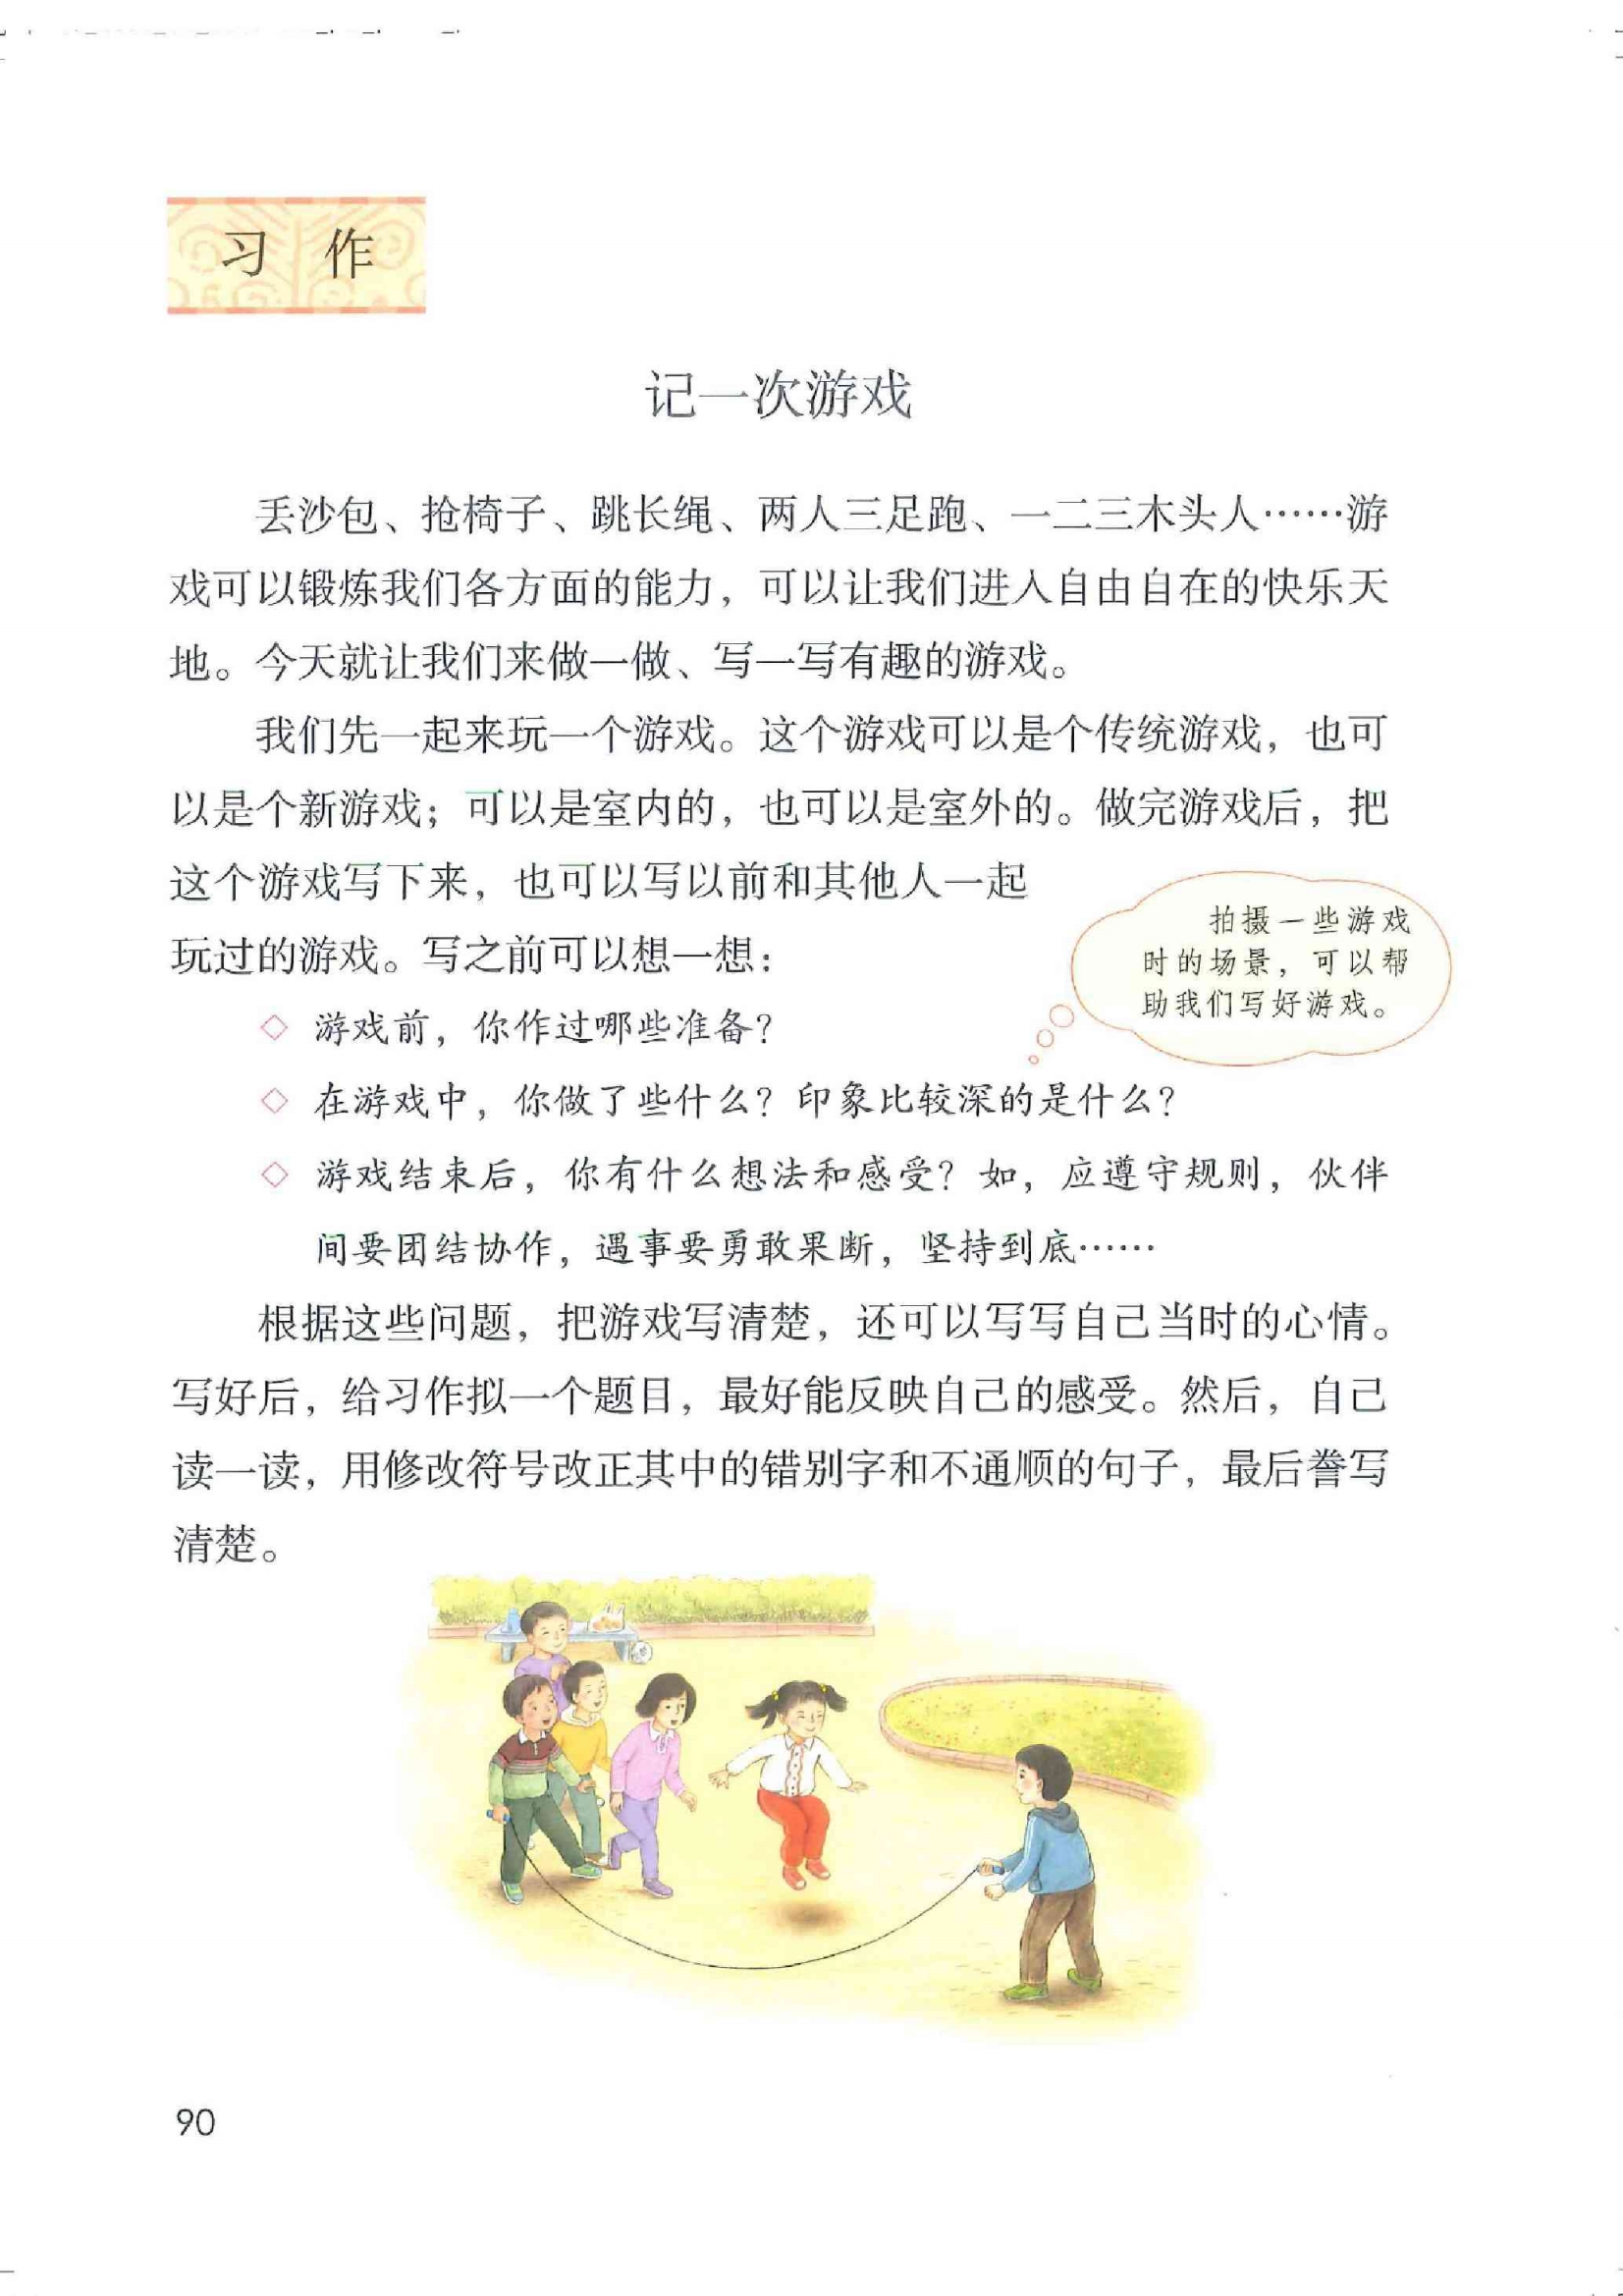 习 作
记一次游戏
丢沙包、抢椅子、跳长绳、两人三足跑、一二三木头人……游
戏可以锻炼我们各方面的能力，可以让我们进入自由自在的快乐天
地。今天就让我们来做一做、写一写有趣的游戏。
我们先一起来玩一个游戏。这个游戏可以是个传统游戏，也可
以是个新游戏；可以是室内的，也可以是室外的。做完游戏后，把
这个游戏写下来，也可以写以前和其他人一起
玩过的游戏。写之前可以想一想：
拍摄一些游戏
时的场景，可以帮
助我们写好游戏。
◇ 游戏前，你作过哪些准备？
◇ 在游戏中，你做了些什么？印象比较深的是什么？
◇ 游戏结束后，你有什么想法和感受？如，应遵守规则，伙伴
间要团结协作，遇事要勇敢果断，坚持到底……
根据这些问题，把游戏写清楚，还可以写写自己当时的心情。
写好后，给习作拟一个题目，最好能反映自己的感受。然后，自己
读一读，用修改符号改正其中的错别字和不通顺的句子，最后誊写
清楚。
90